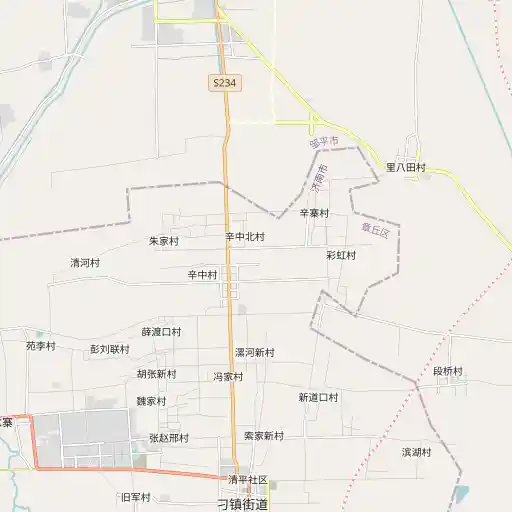 S234
邹平市
里八田村
济南市
辛寨村
章丘区
朱家村
辛中北村
彩虹村
清河村
辛中村
薛渡口村
苑李村
彭刘联村
漯河新村
段桥村
胡张新村
冯家村
魏家村
新道口村
寨
张赵邢村
索家新村
滨湖村
清平社区
旧军村
刁镇街道